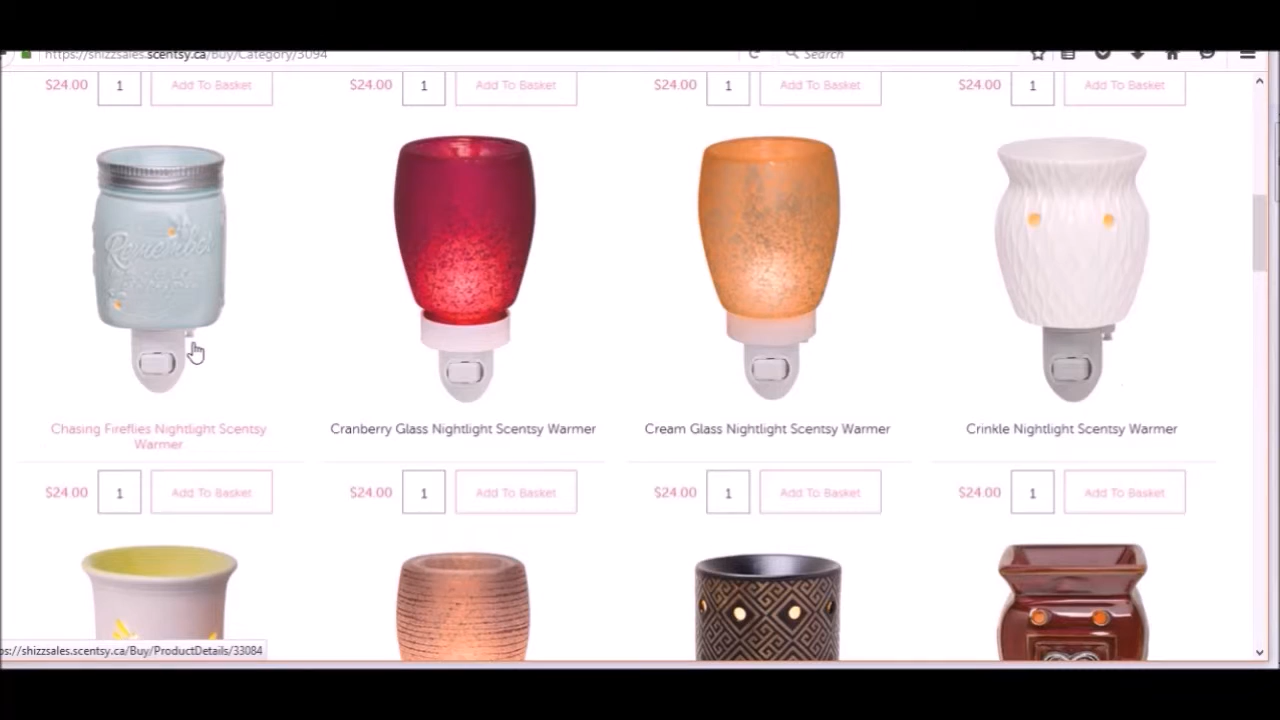 https://shizzsales.scentsy.ca/Buy/Category/3094
Search
$24.00 1 Add To Basket $24.00 1 Add To Basket $24.00 1 Add To Basket $24.00 1 Add To Basket
Remember
Chasing Fireflies Nightlight Scentsy
Warmer
Cranberry Glass Nightlight Scentsy Warmer
Cream Glass Nightlight Scentsy Warmer
Crinkle Nightlight Scentsy Warmer
$24.00 1 Add To Basket $24.00 1 Add To Basket $24.00 1 Add To Basket $24.00 1 Add To Basket
ps://shizzsales.scentsy.ca/Buy/ProductDetails/33084